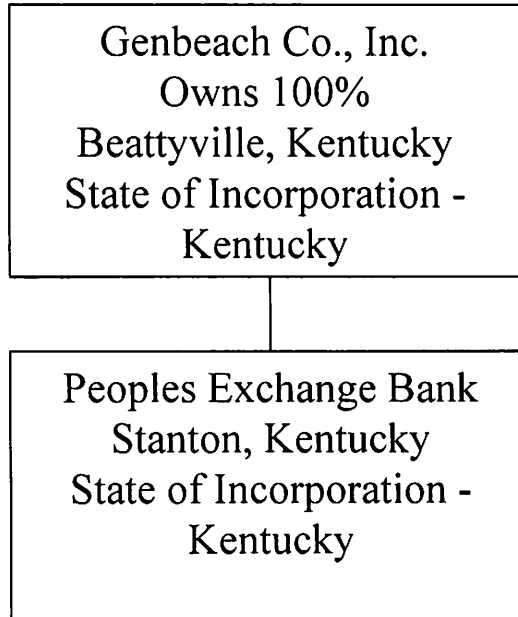 Genbeach Co., Inc.
Owns 100%
Beattyville, Kentucky
State of Incorporation -
Kentucky
Peoples Exchange Bank
Stanton, Kentucky
State of Incorporation -
Kentucky